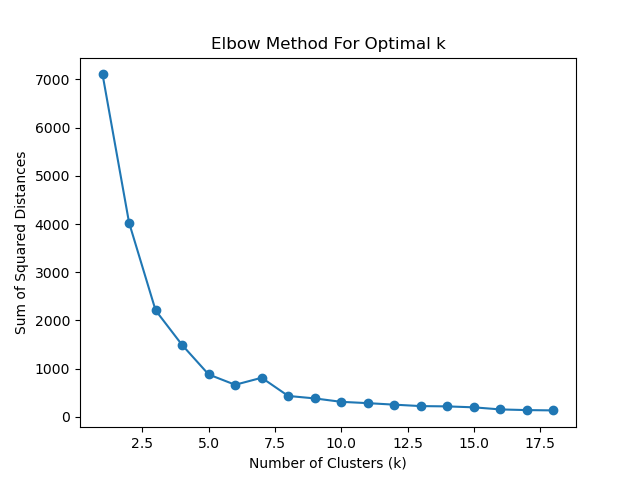 Elbow Method For Optimal k
7000
6000
5000
4000
3000
2000
1000
0
Sum of Squared Distances
2.5 5.0 7.5 10.0 12.5 15.0 17.5
Number of Clusters (k)